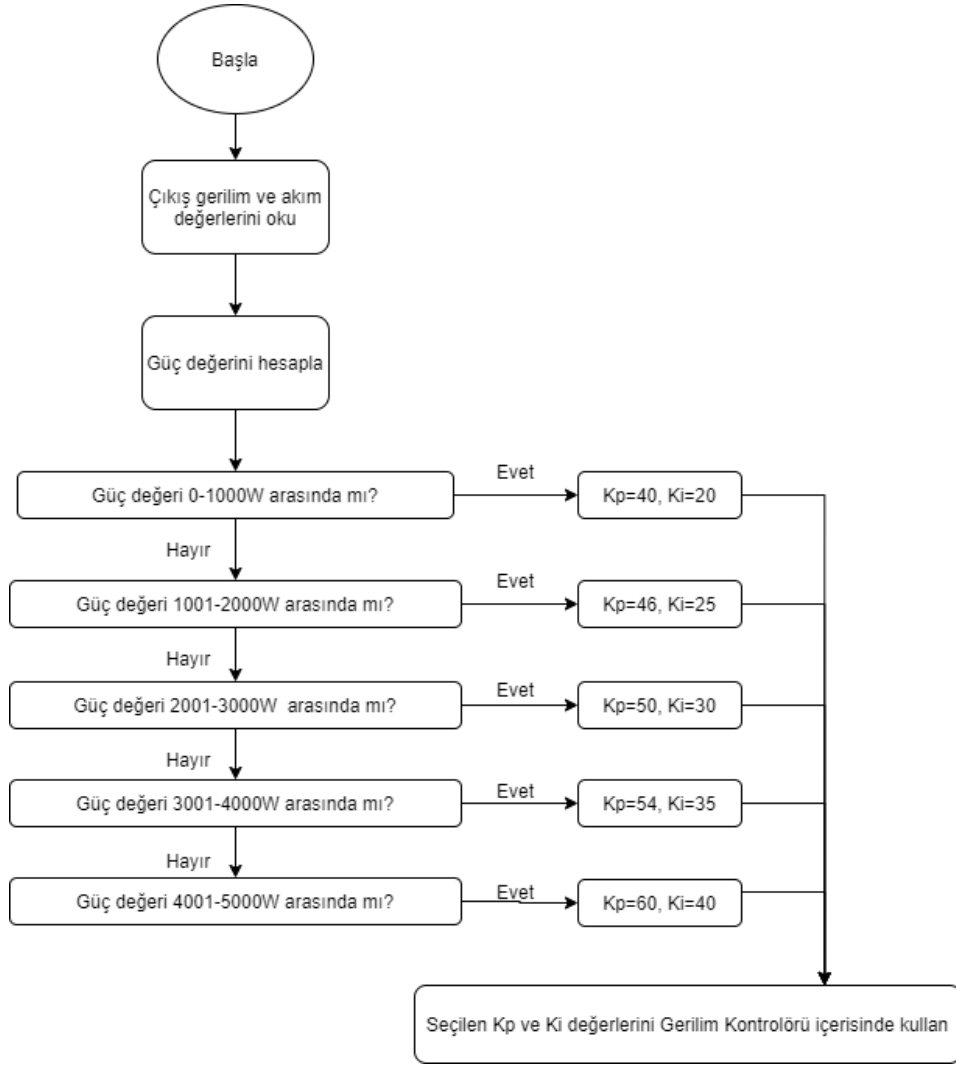 Başla
Çıkış gerilim ve akım
değerlerini oku
Güç değerini hesapla
Güç değeri 0-1000W arasında mı?
Evet
Kp=40, Ki=20
Hayır
Güç değeri 1001-2000W arasında mı?
Evet
Kp=46, Ki=25
Hayır
Güç değeri 2001-3000W arasında mı?
Evet
Kp=50, Ki=30
Hayır
Güç değeri 3001-4000W arasında mı?
Evet
Kp=54, Ki=35
Hayır
Güç değeri 4001-5000W arasında mı?
Evet
Kp=60, Ki=40
Seçilen Kp ve Ki değerlerini Gerilim Kontrolörü içerisinde kullan